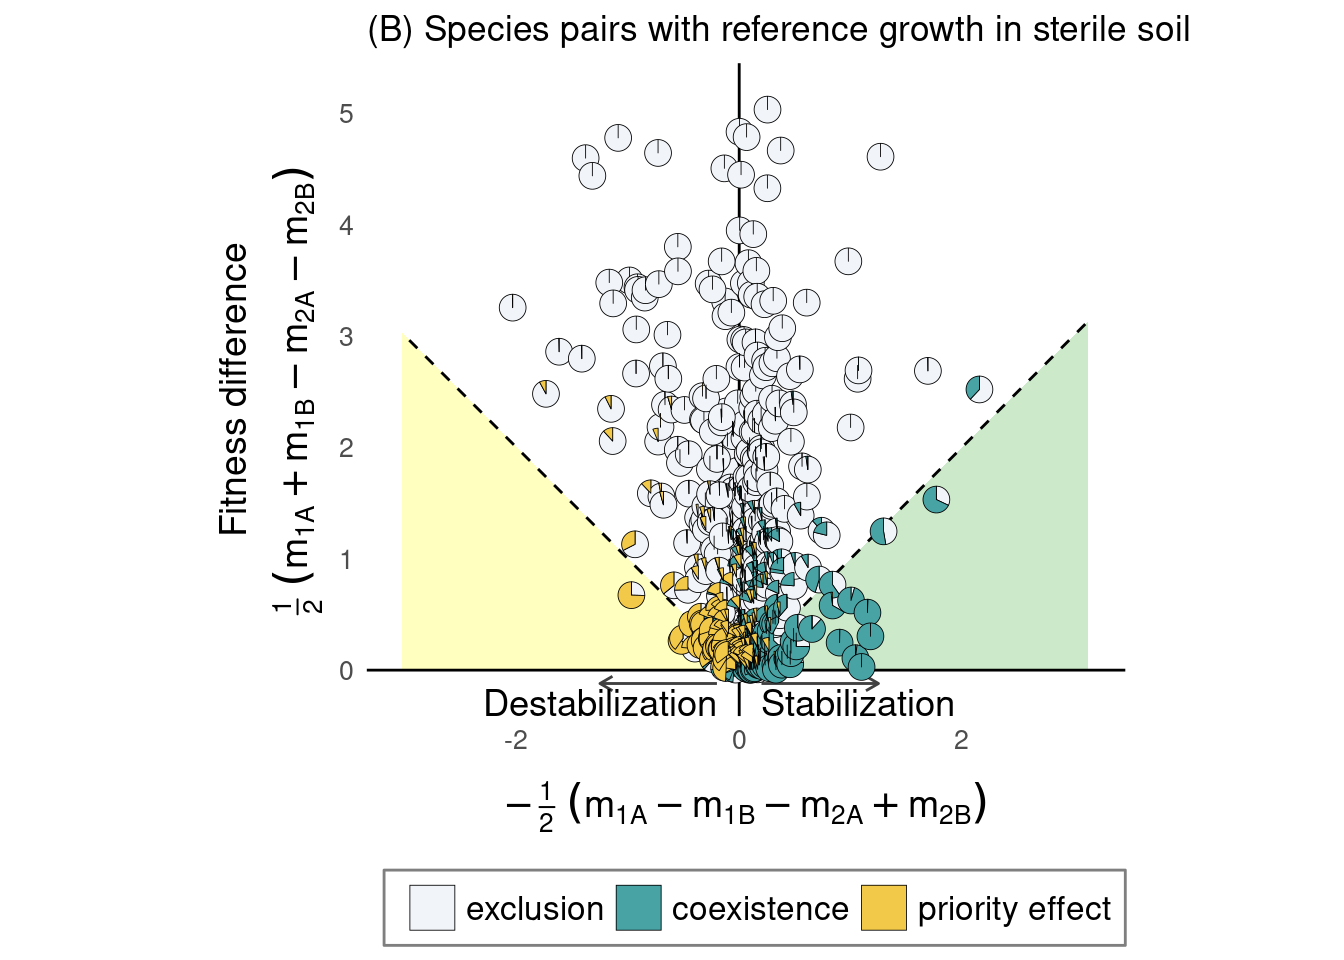 (B) Species pairs with reference growth in sterile soil
Fitness difference
1/2 (m1A + m1B − m2A − m2B)
5
4
3
2
1
0
Destabilization
Stabilization
-2
0
2
− 1/2 (m1A − m1B − m2A + m2B)
exclusion
coexistence
priority effect